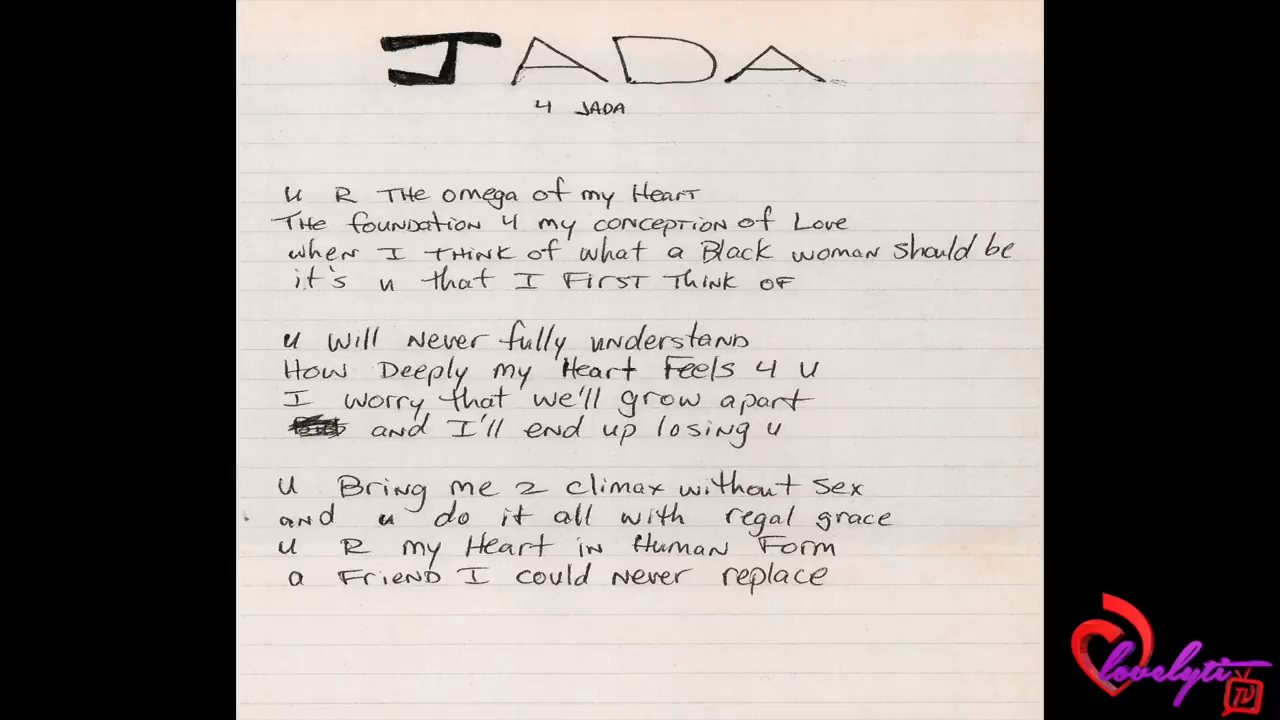 JADA
4 JADA
u R THE omega of my Heart
THE foundation 4 my conception of Love
when I THINK of what a Black woman should be
it's u that I FIRST THINK OF
u will Never fully understand
How Deeply my Heart Feels 4 U
I worry that we'll grow apart
and I'll end up losing u
U Bring me 2 climax without sex
and u do it all with regal grace
U R my Heart in Human Form
a FRIEND I could Never replace
lovelyti
TV